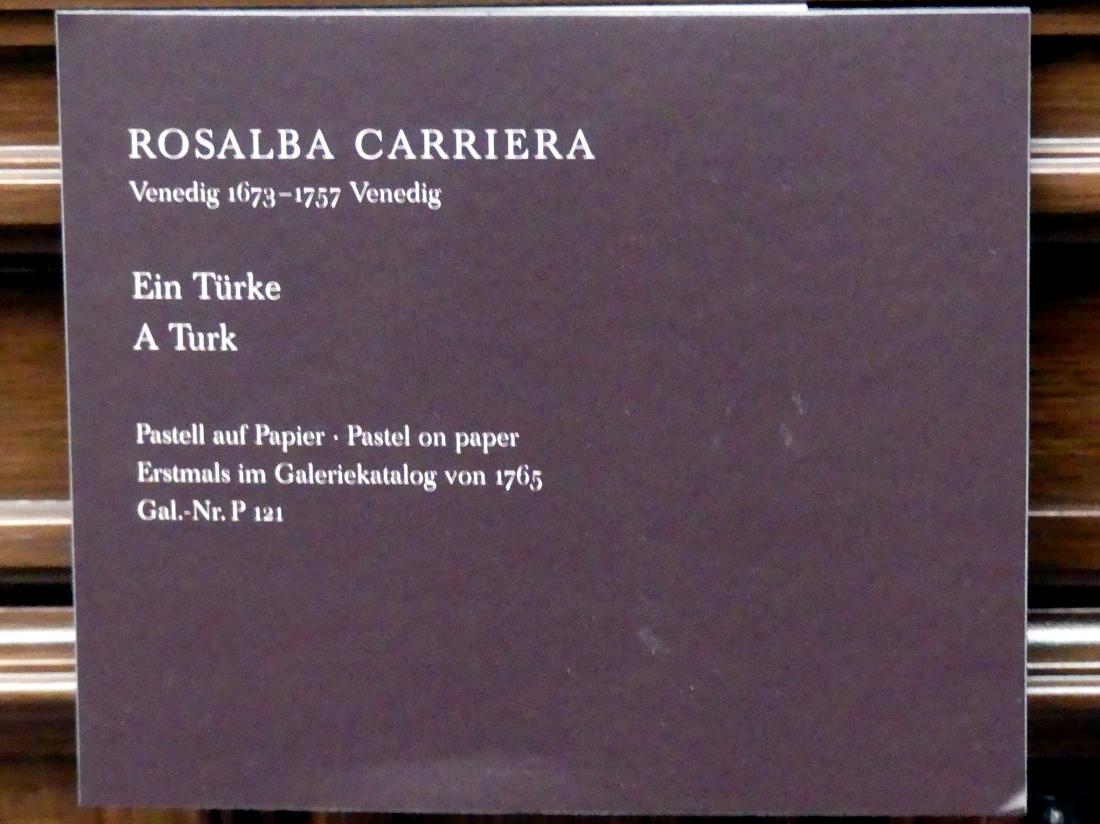 ROSALBA CARRIERA
Venedig 1673–1757 Venedig
Ein Türke
A Turk
Pastell auf Papier · Pastel on paper
Erstmals im Galeriekatalog von 1765
Gal.-Nr. P 121